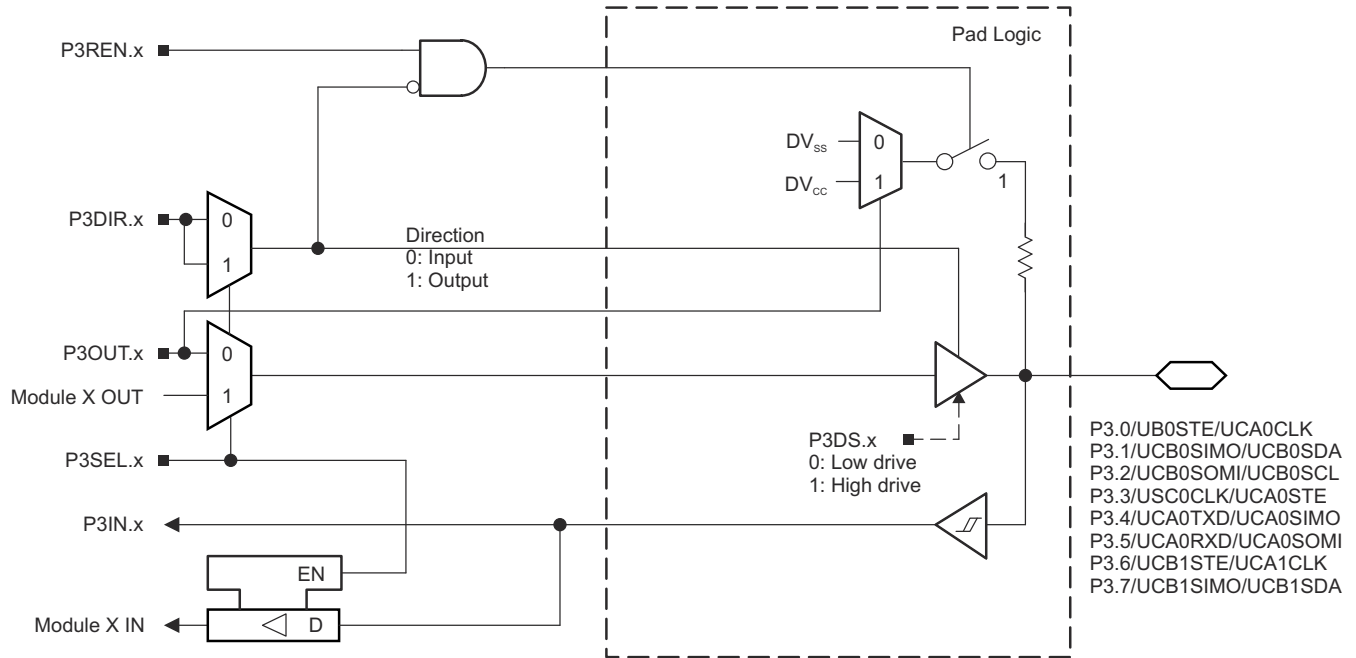 Pad Logic
P3REN.x
DVSS
0
DVCC
1
1
P3DIR.x
0
1
Direction
0: Input
1: Output
P3OUT.x
0
Module X OUT
1
P3DS.x
0: Low drive
1: High drive
P3SEL.x
P3IN.x
EN
D
Module X IN
P3.0/UB0STE/UCA0CLK
P3.1/UCB0SIMO/UCB0SDA
P3.2/UCB0SOMI/UCB0SCL
P3.3/USC0CLK/UCA0STE
P3.4/UCA0TXD/UCA0SIMO
P3.5/UCA0RXD/UCA0SOMI
P3.6/UCB1STE/UCA1CLK
P3.7/UCB1SIMO/UCB1SDA